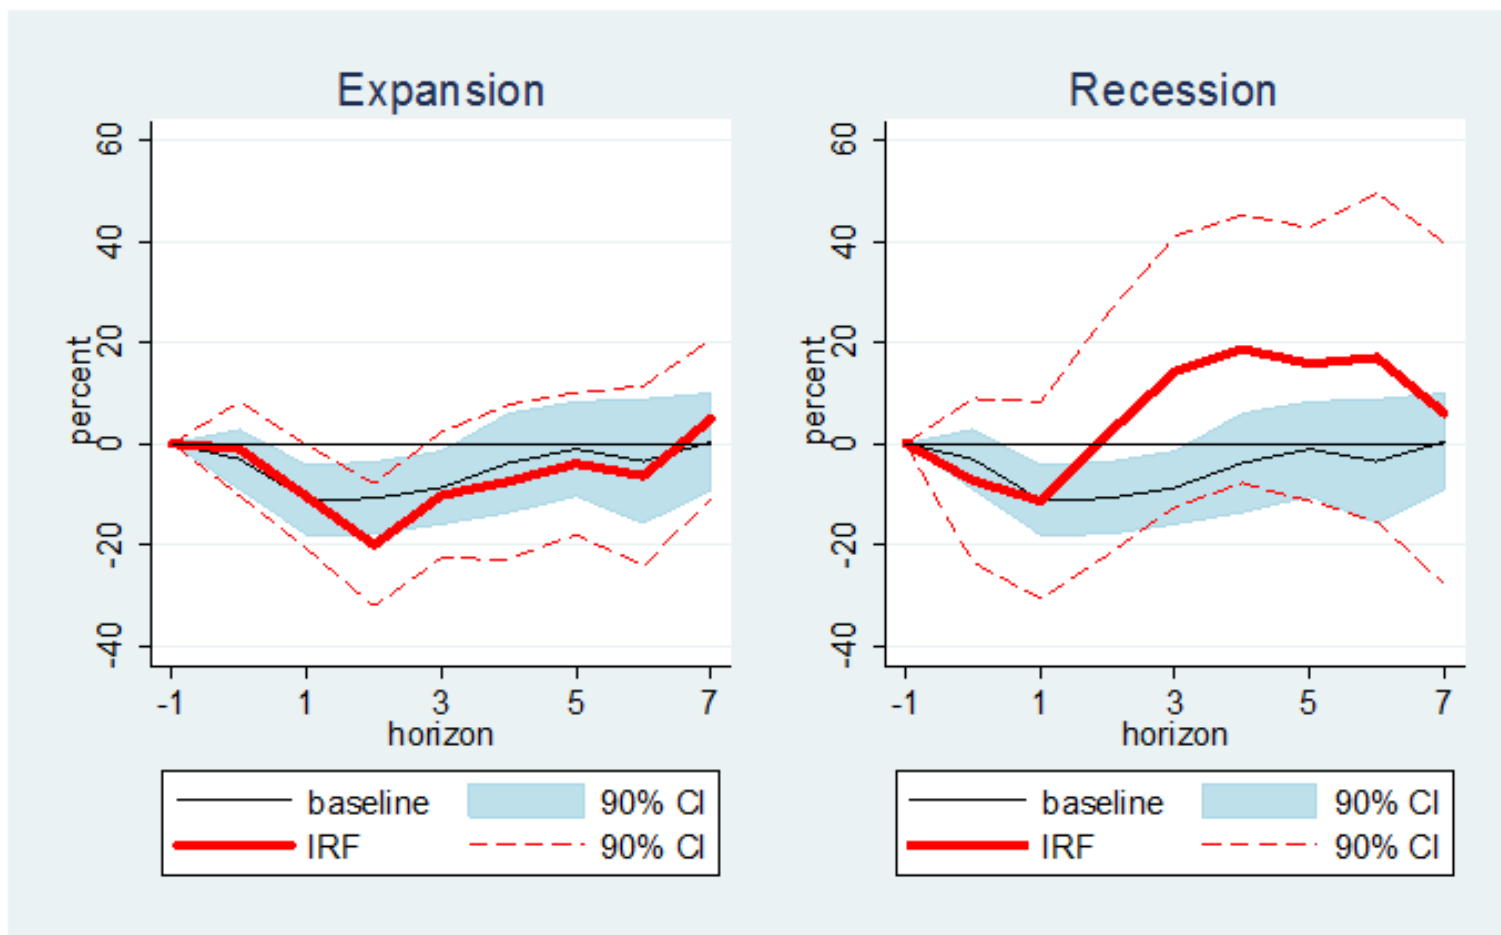 Expansion
percent
60
40
20
0
-20
-40
-1 1 3 5 7
horizon
baseline 90% CI
IRF 90% CI
Recession
percent
60
40
20
0
-20
-40
-1 1 3 5 7
horizon
baseline 90% CI
IRF 90% CI